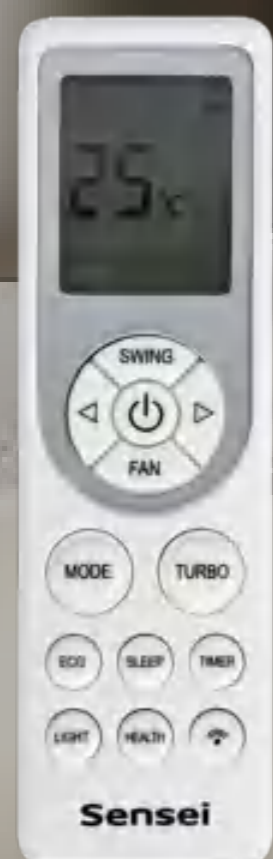 25°C
SWING
FAN
MODE TURBO
ECO SLEEP TIMER
LIGHT HEALTH
Sensei